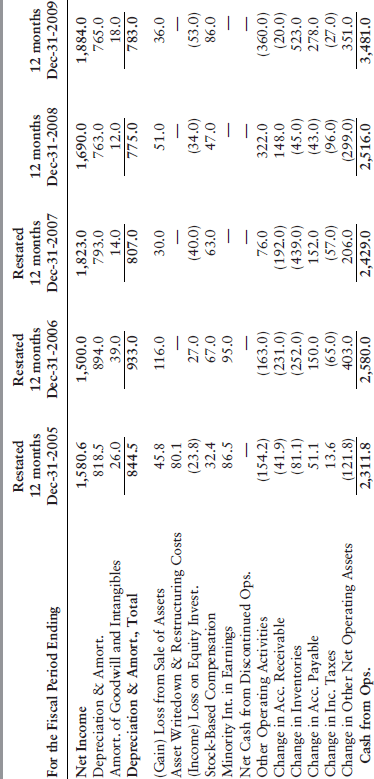 Restated Restated Restated
12 months 12 months 12 months 12 months 12 months
For the Fiscal Period Ending Dec-31-2005 Dec-31-2006 Dec-31-2007 Dec-31-2008 Dec-31-2009
Net Income 1,580.6 1,500.0 1,823.0 1,690.0 1,884.0
Depreciation & Amort. 818.5 894.0 793.0 763.0 765.0
Amort. of Goodwill and Intangibles 26.0 39.0 14.0 12.0 18.0
Depreciation & Amort., Total 844.5 933.0 807.0 775.0 783.0
(Gain) Loss from Sale of Assets 45.8 116.0 30.0 51.0 36.0
Asset Writedown & Restructuring Costs 80.1 — — — —
(Income) Loss on Equity Invest. (23.8) 27.0 (40.0) (34.0) (53.0)
Stock-Based Compensation 32.4 67.0 63.0 47.0 86.0
Minority Int. in Earnings 86.5 95.0 — — —
Net Cash from Discontinued Ops. — — — — —
Other Operating Activities (154.2) (163.0) 76.0 322.0 (360.0)
Change in Acc. Receivable (41.9) (231.0) (192.0) 148.0 (20.0)
Change in Inventories (81.1) (252.0) (439.0) (45.0) 523.0
Change in Acc. Payable 51.1 150.0 152.0 (43.0) 278.0
Change in Inc. Taxes 13.6 (65.0) (57.0) (96.0) (27.0)
Change in Other Net Operating Assets (121.8) 403.0 206.0 (299.0) 351.0
Cash from Ops. 2,311.8 2,580.0 2,429.0 2,516.0 3,481.0